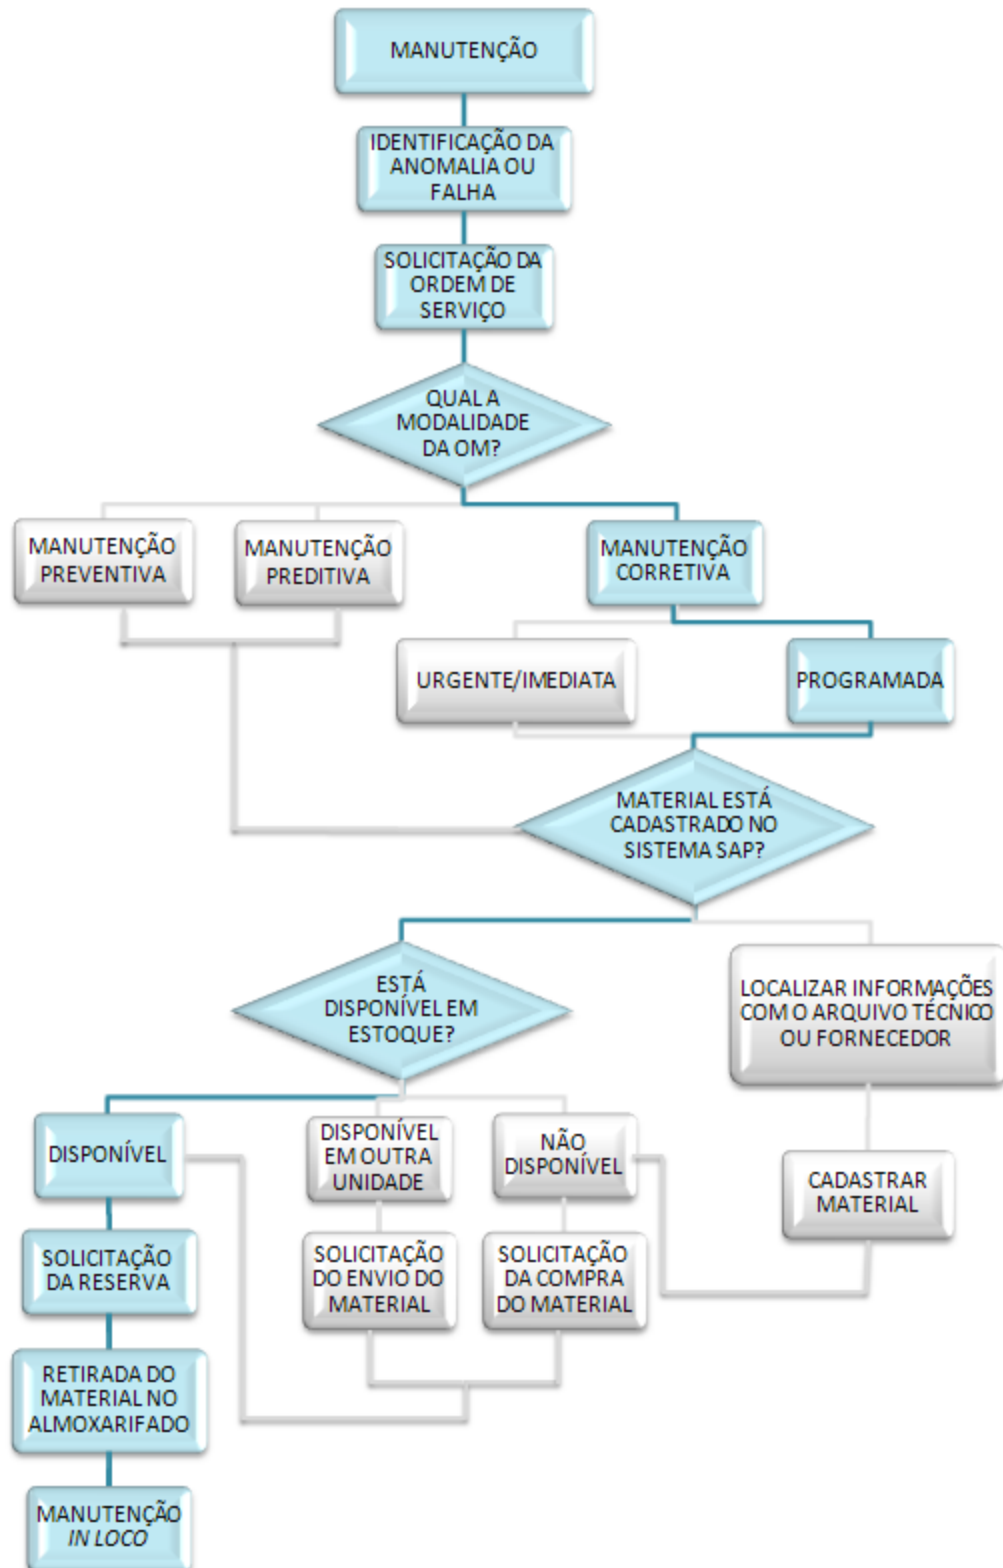 MANUTENÇÃO
IDENTIFICAÇÃO DA
ANOMALIA OU
FALHA
SOLICITAÇÃO DA
ORDEM DE
SERVIÇO
QUAL A
MODALIDADE
DA OM?
MANUTENÇÃO
PREVENTIVA
MANUTENÇÃO
PREDITIVA
MANUTENÇÃO
CORRETIVA
URGENTE/IMEDIATA
PROGRAMADA
MATERIAL ESTÁ
CADASTRADO NO
SISTEMA SAP?
ESTÁ
DISPONÍVEL EM
ESTOQUE?
LOCALIZAR INFORMAÇÕES
COM O ARQUIVO TÉCNICO
OU FORNECEDOR
DISPONÍVEL
DISPONÍVEL
EM OUTRA
UNIDADE
NÃO
DISPONÍVEL
CADASTRAR
MATERIAL
SOLICITAÇÃO
DA RESERVA
SOLICITAÇÃO
DO ENVIO DO
MATERIAL
SOLICITAÇÃO
DA COMPRA
DO MATERIAL
RETIRADA DO
MATERIAL NO
ALMOXARIFADO
MANUTENÇÃO
IN LOCO